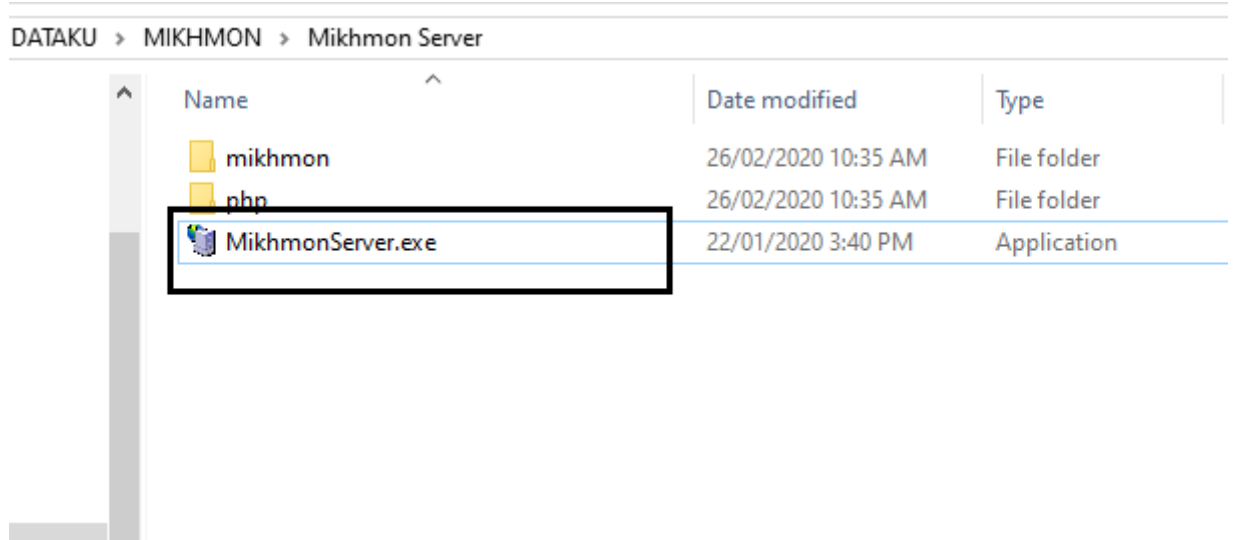 DATAKU > MIKHMON > Mikhmon Server
Name Date modified Type
mikhmon 26/02/2020 10:35 AM File folder
php 26/02/2020 10:35 AM File folder
MikhmonServer.exe 22/01/2020 3:40 PM Application